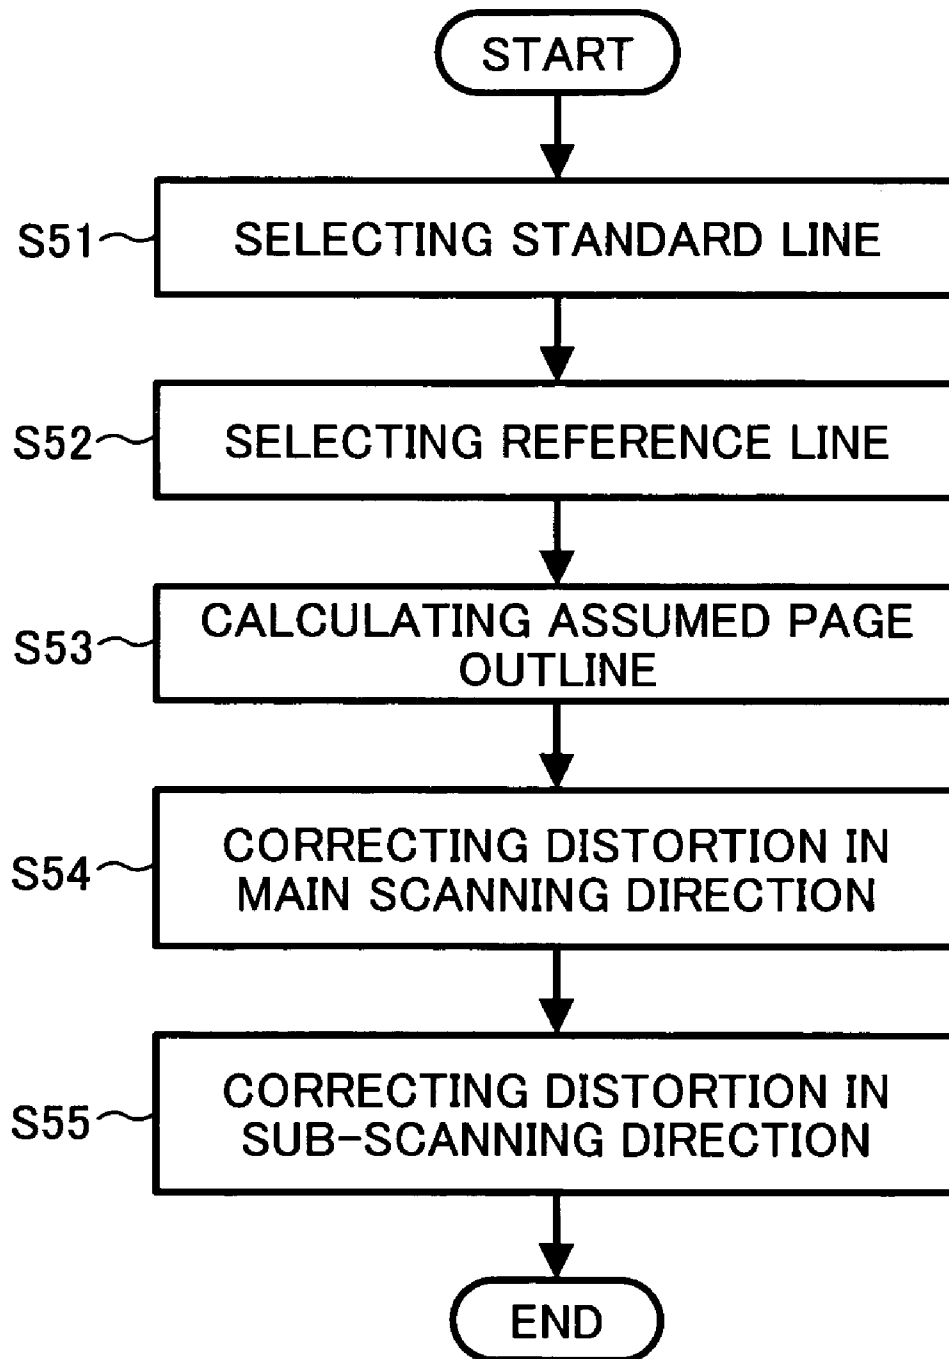 START
S51
SELECTING STANDARD LINE
S52
SELECTING REFERENCE LINE
S53
CALCULATING ASSUMED PAGE
OUTLINE
S54
CORRECTING DISTORTION IN
MAIN SCANNING DIRECTION
S55
CORRECTING DISTORTION IN
SUB-SCANNING DIRECTION
END